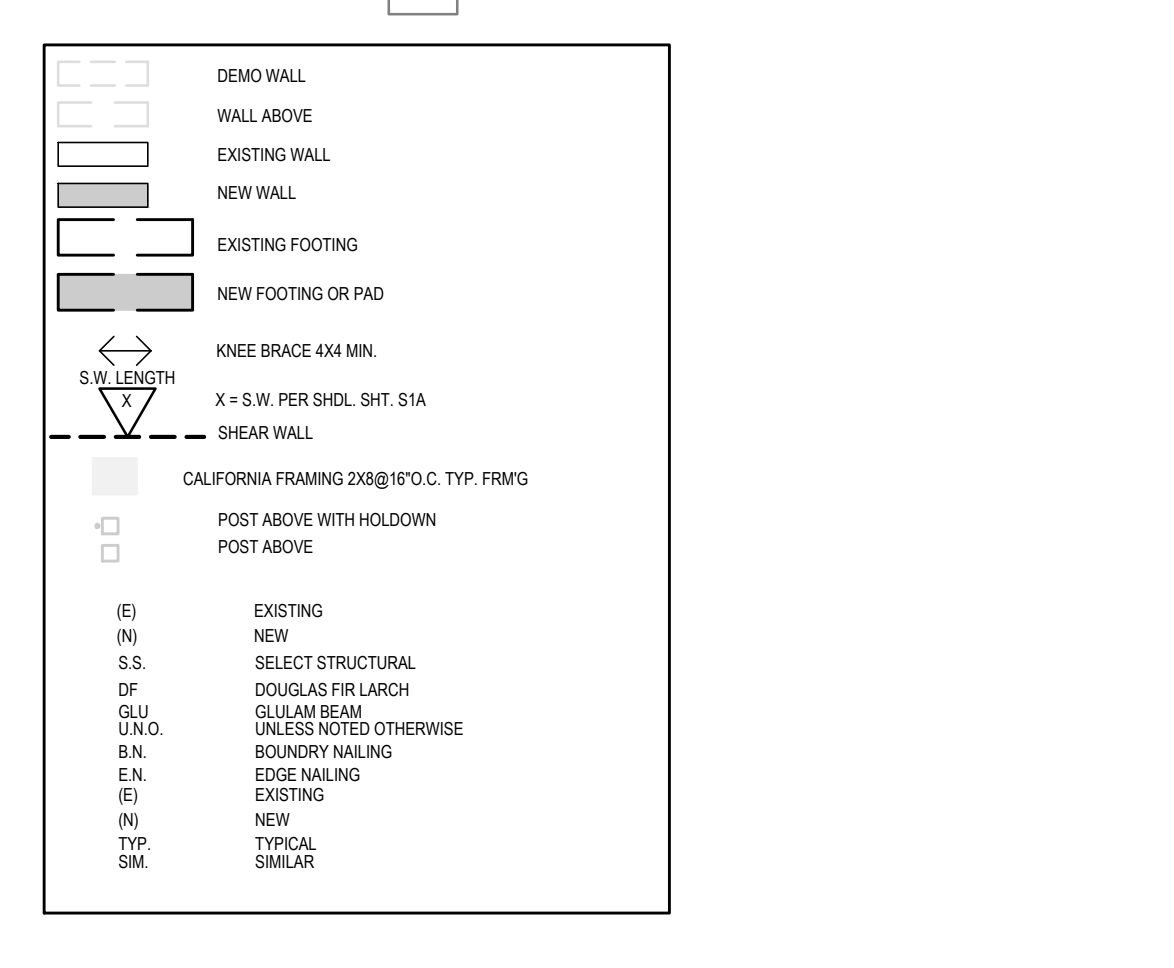 DEMO WALL
WALL ABOVE
EXISTING WALL
NEW WALL
EXISTING FOOTING
NEW FOOTING OR PAD
KNEE BRACE 4X4 MIN.
S.W. LENGTH
X X = S.W. PER SHDL. SHT. S1A
SHEAR WALL
CALIFORNIA FRAMING 2X8@16"O.C. TYP. FRM'G
POST ABOVE WITH HOLDOWN
POST ABOVE
(E) EXISTING
(N) NEW
S.S. SELECT STRUCTURAL
DF DOUGLAS FIR LARCH
GLU GLULAM BEAM
U.N.O. UNLESS NOTED OTHERWISE
B.N. BOUNDRY NAILING
E.N. EDGE NAILING
(E) EXISTING
(N) NEW
TYP. TYPICAL
SIM. SIMILAR